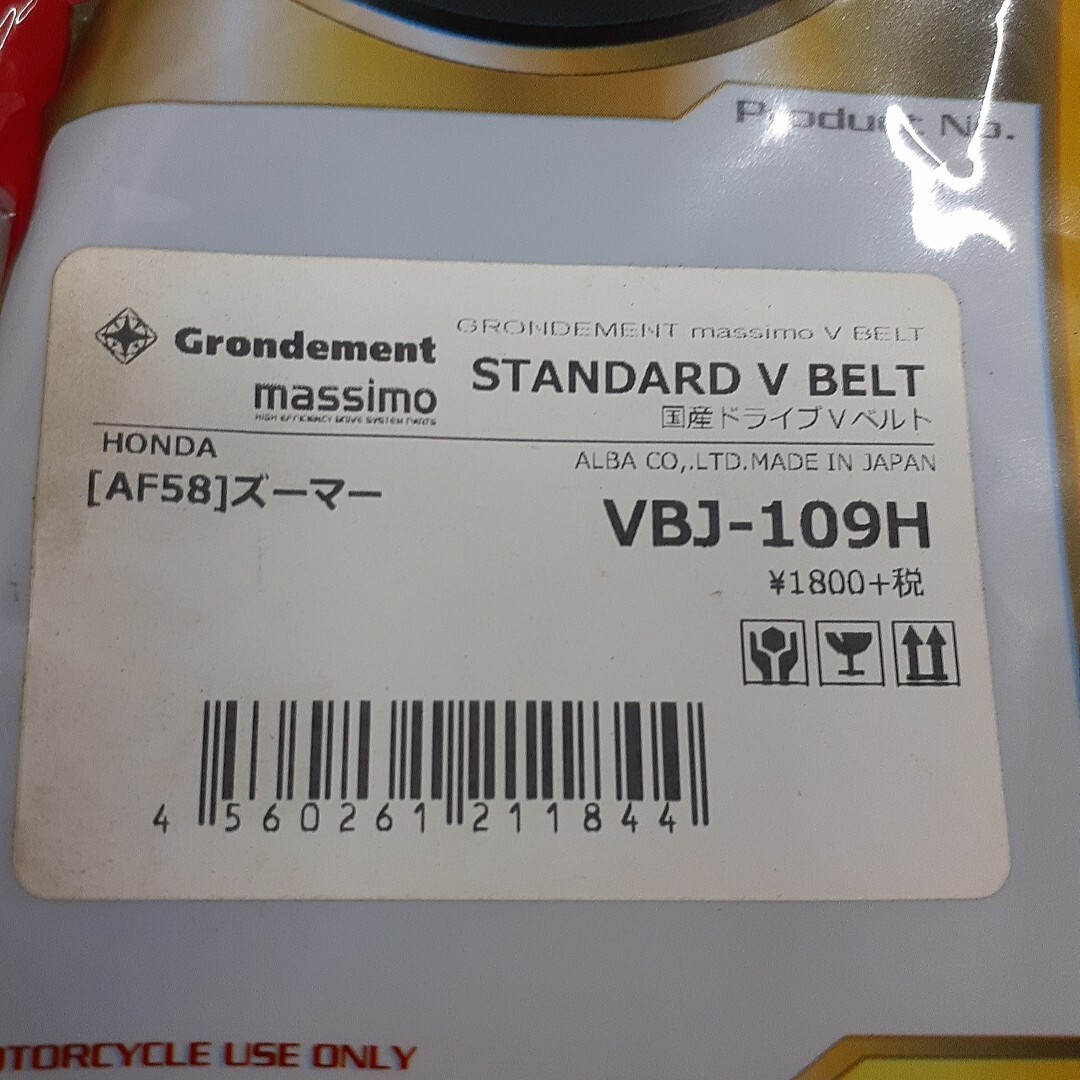 Product No.
Grondement
massimo
HIGH EFFICIENCY DRIVE SYSTEM PARTS
GRONDEMENT massimo V BELT
STANDARD V BELT
国産ドライブVベルト
HONDA
[AF58]ズーマー
ALBA CO,.LTD.MADE IN JAPAN
VBJ-109H
¥1800+税
4 560261 211844
OTORCYCLE USE ONLY